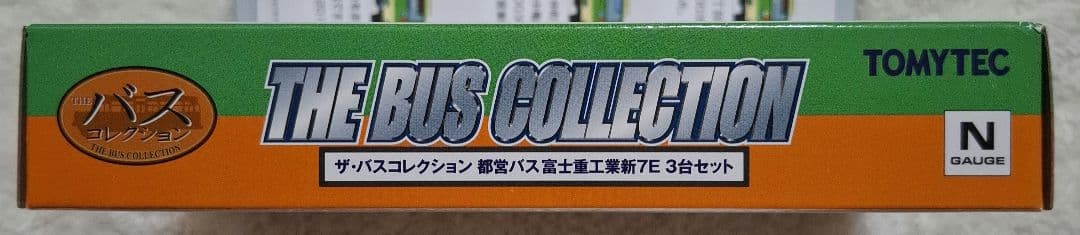 THE
バス
コレクション
THE BUS COLLECTION
THE BUS COLLECTION
ザ・バスコレクション 都営バス富士重工業新7E 3台セット
TOMYTEC
N
GAUGE